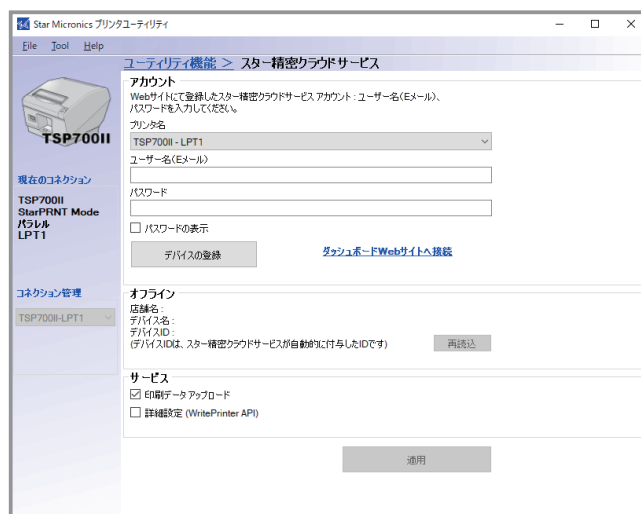 Star Micronics プリンタユーティリティ
File Tool Help
ユーティリティ機能 > スター精密クラウドサービス
TSP700II
現在のコネクション
TSP700II
StarPRNT Mode
パラレル
LPT1
コネクション管理
TSP700II-LPT1
アカウント
Webサイトにて登録したスター精密クラウドサービス アカウント : ユーザー名(Eメール)、
パスワードを入力してください。
プリンタ名
TSP700II - LPT1
ユーザー名(Eメール)
パスワード
パスワードの表示
デバイスの登録
ダッシュボードWebサイトへ接続
オフライン
店舗名 :
デバイス名 :
デバイスID :
(デバイスIDは、スター精密クラウドサービスが自動的に付与したIDです)
再読込
サービス
印刷データ アップロード
詳細設定 (WritePrinter API)
適用